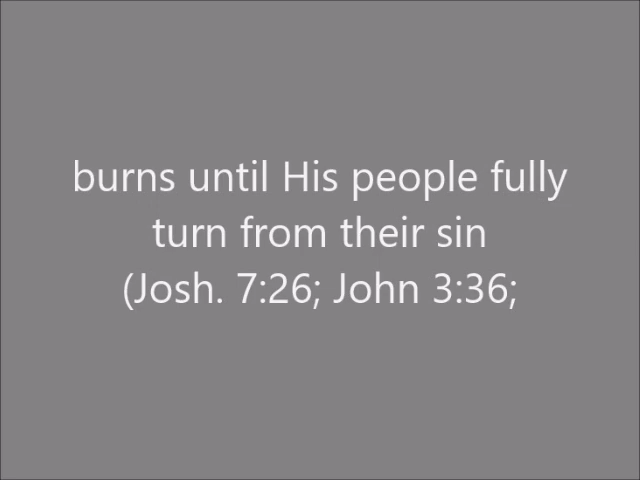 burns until His people fully
turn from their sin
(Josh. 7:26; John 3:36;